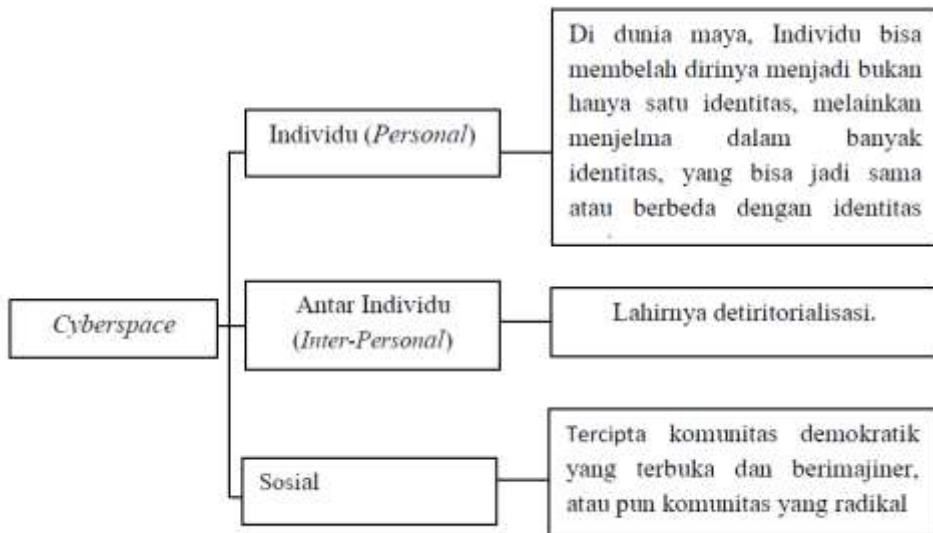 Di dunia maya, Individu bisa
membelah dirinya menjadi bukan
hanya satu identitas, melainkan
menjelma dalam banyak
identitas, yang bisa jadi sama
atau berbeda dengan identitas
Individu (Personal)
Antar Individu
(Inter-Personal)
Lahirnya detiritorialisasi.
Cyberspace
Tercipta komunitas demokratik
yang terbuka dan berimajiner,
atau pun komunitas yang radikal
Sosial